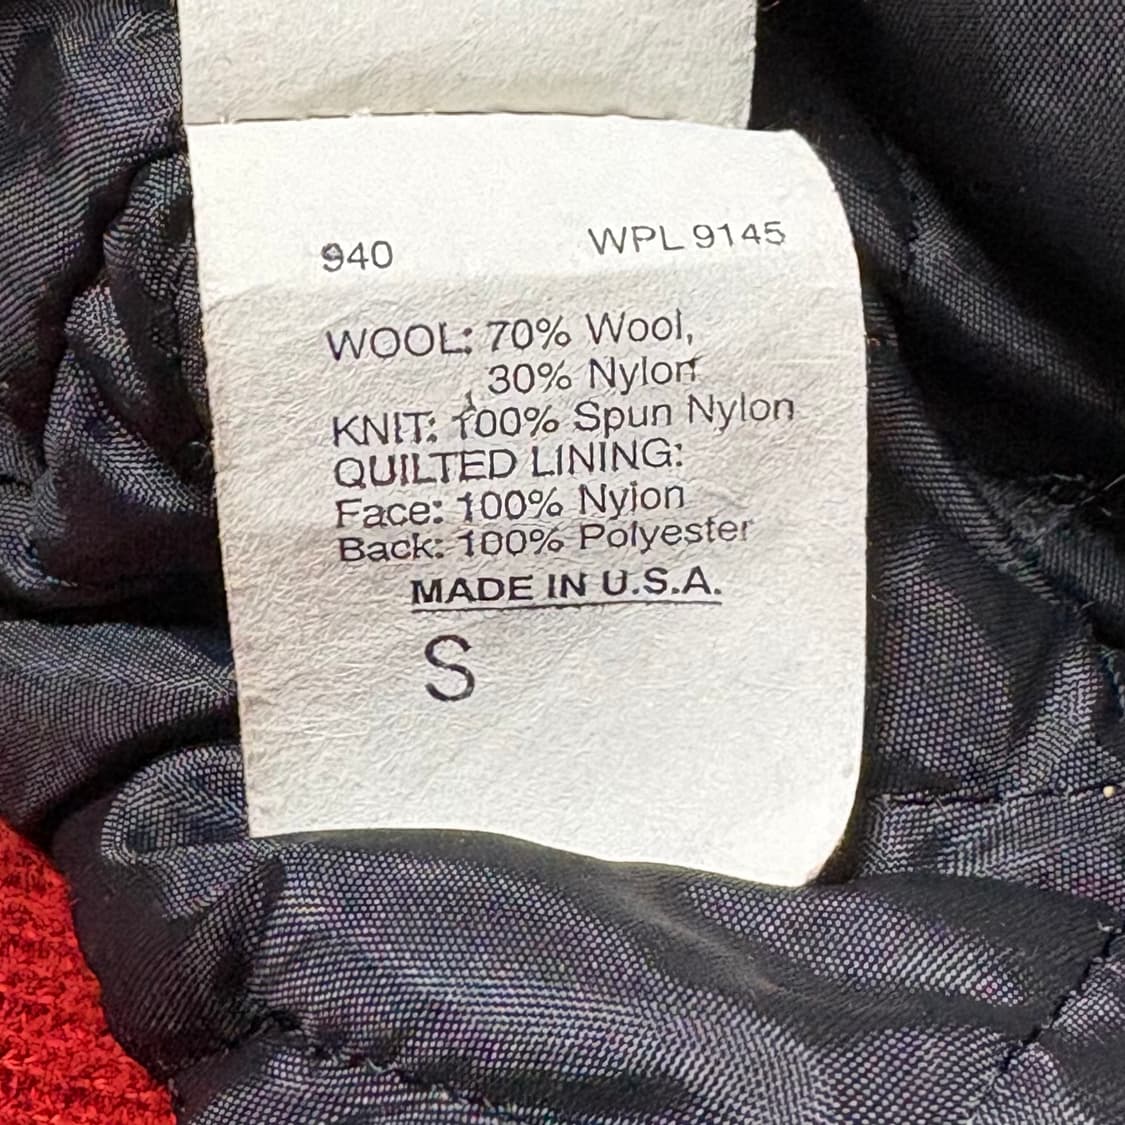 940 WPL 9145
WOOL: 70% Wool,
30% Nylon
KNIT: 100% Spun Nylon
QUILTED LINING:
Face: 100% Nylon
Back: 100% Polyester
MADE IN U.S.A.
S